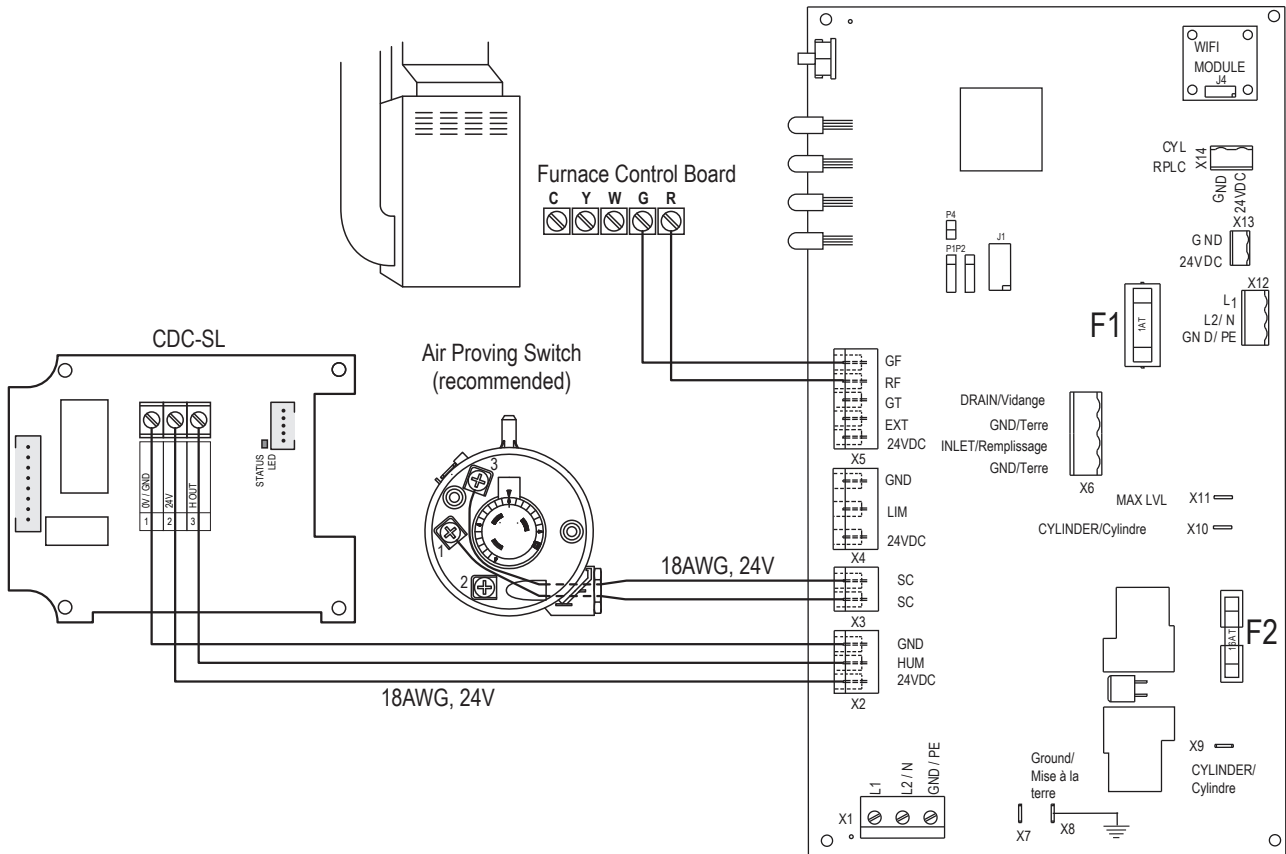 WIFI
MODULE
J4
CYL
RPLC
X14
GND
24VDC
X13
GND
24VDC
X12
L1
L2/ N
GN D/ PE
F1
1AT
P4
P1P2
J1
Furnace Control Board
C Y W G R
CDC-SL
STATUS
LED
0V / GND
24V
H OUT
1
2
3
Air Proving Switch
(recommended)
3
1
2
GF
RF
GT
EXT
24VDC
X5
GND
LIM
24VDC
X4
18AWG, 24V
SC
SC
X3
GND
HUM
24VDC
X2
18AWG, 24V
DRAIN/Vidange
GND/Terre
INLET/Remplissage
GND/Terre
X6
MAX LVL X11
CYLINDER/Cylindre X10
F2
X9
CYLINDER/
Cylindre
Ground/
Mise à la
terre
X7
X8
X1
L1
L2 / N
GND / PE